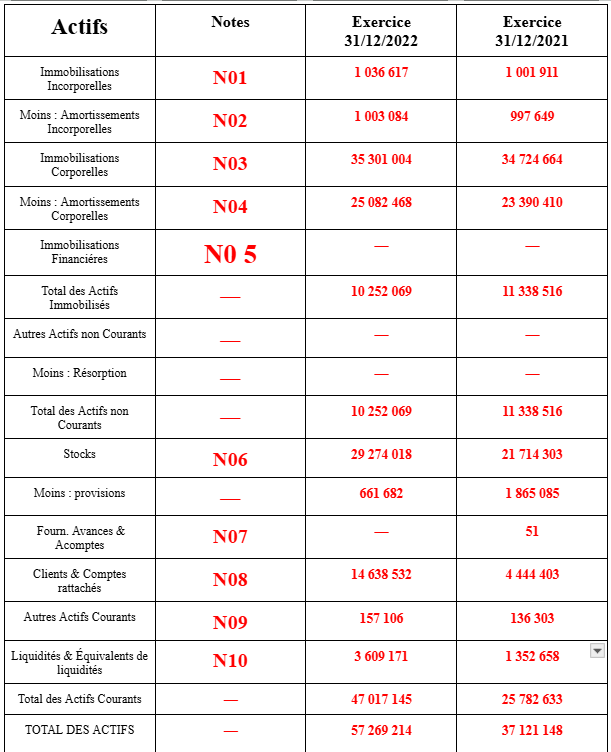 Actifs Notes Exercice 31/12/2022 Exercice 31/12/2021
Immobilisations Incorporelles N01 1 036 617 1 001 911
Moins : Amortissements Incorporelles N02 1 003 084 997 649
Immobilisations Corporelles N03 35 301 004 34 724 664
Moins : Amortissements Corporelles N04 25 082 468 23 390 410
Immobilisations Financiéres N0 5 — —
Total des Actifs Immobilisés — 10 252 069 11 338 516
Autres Actifs non Courants — — —
Moins : Résorption — — —
Total des Actifs non Courants — 10 252 069 11 338 516
Stocks N06 29 274 018 21 714 303
Moins : provisions — 661 682 1 865 085
Fourn. Avances & Acomptes N07 — 51
Clients & Comptes rattachés N08 14 638 532 4 444 403
Autres Actifs Courants N09 157 106 136 303
Liquidités & Équivalents de liquidités N10 3 609 171 1 352 658
Total des Actifs Courants — 47 017 145 25 782 633
TOTAL DES ACTIFS — 57 269 214 37 121 148